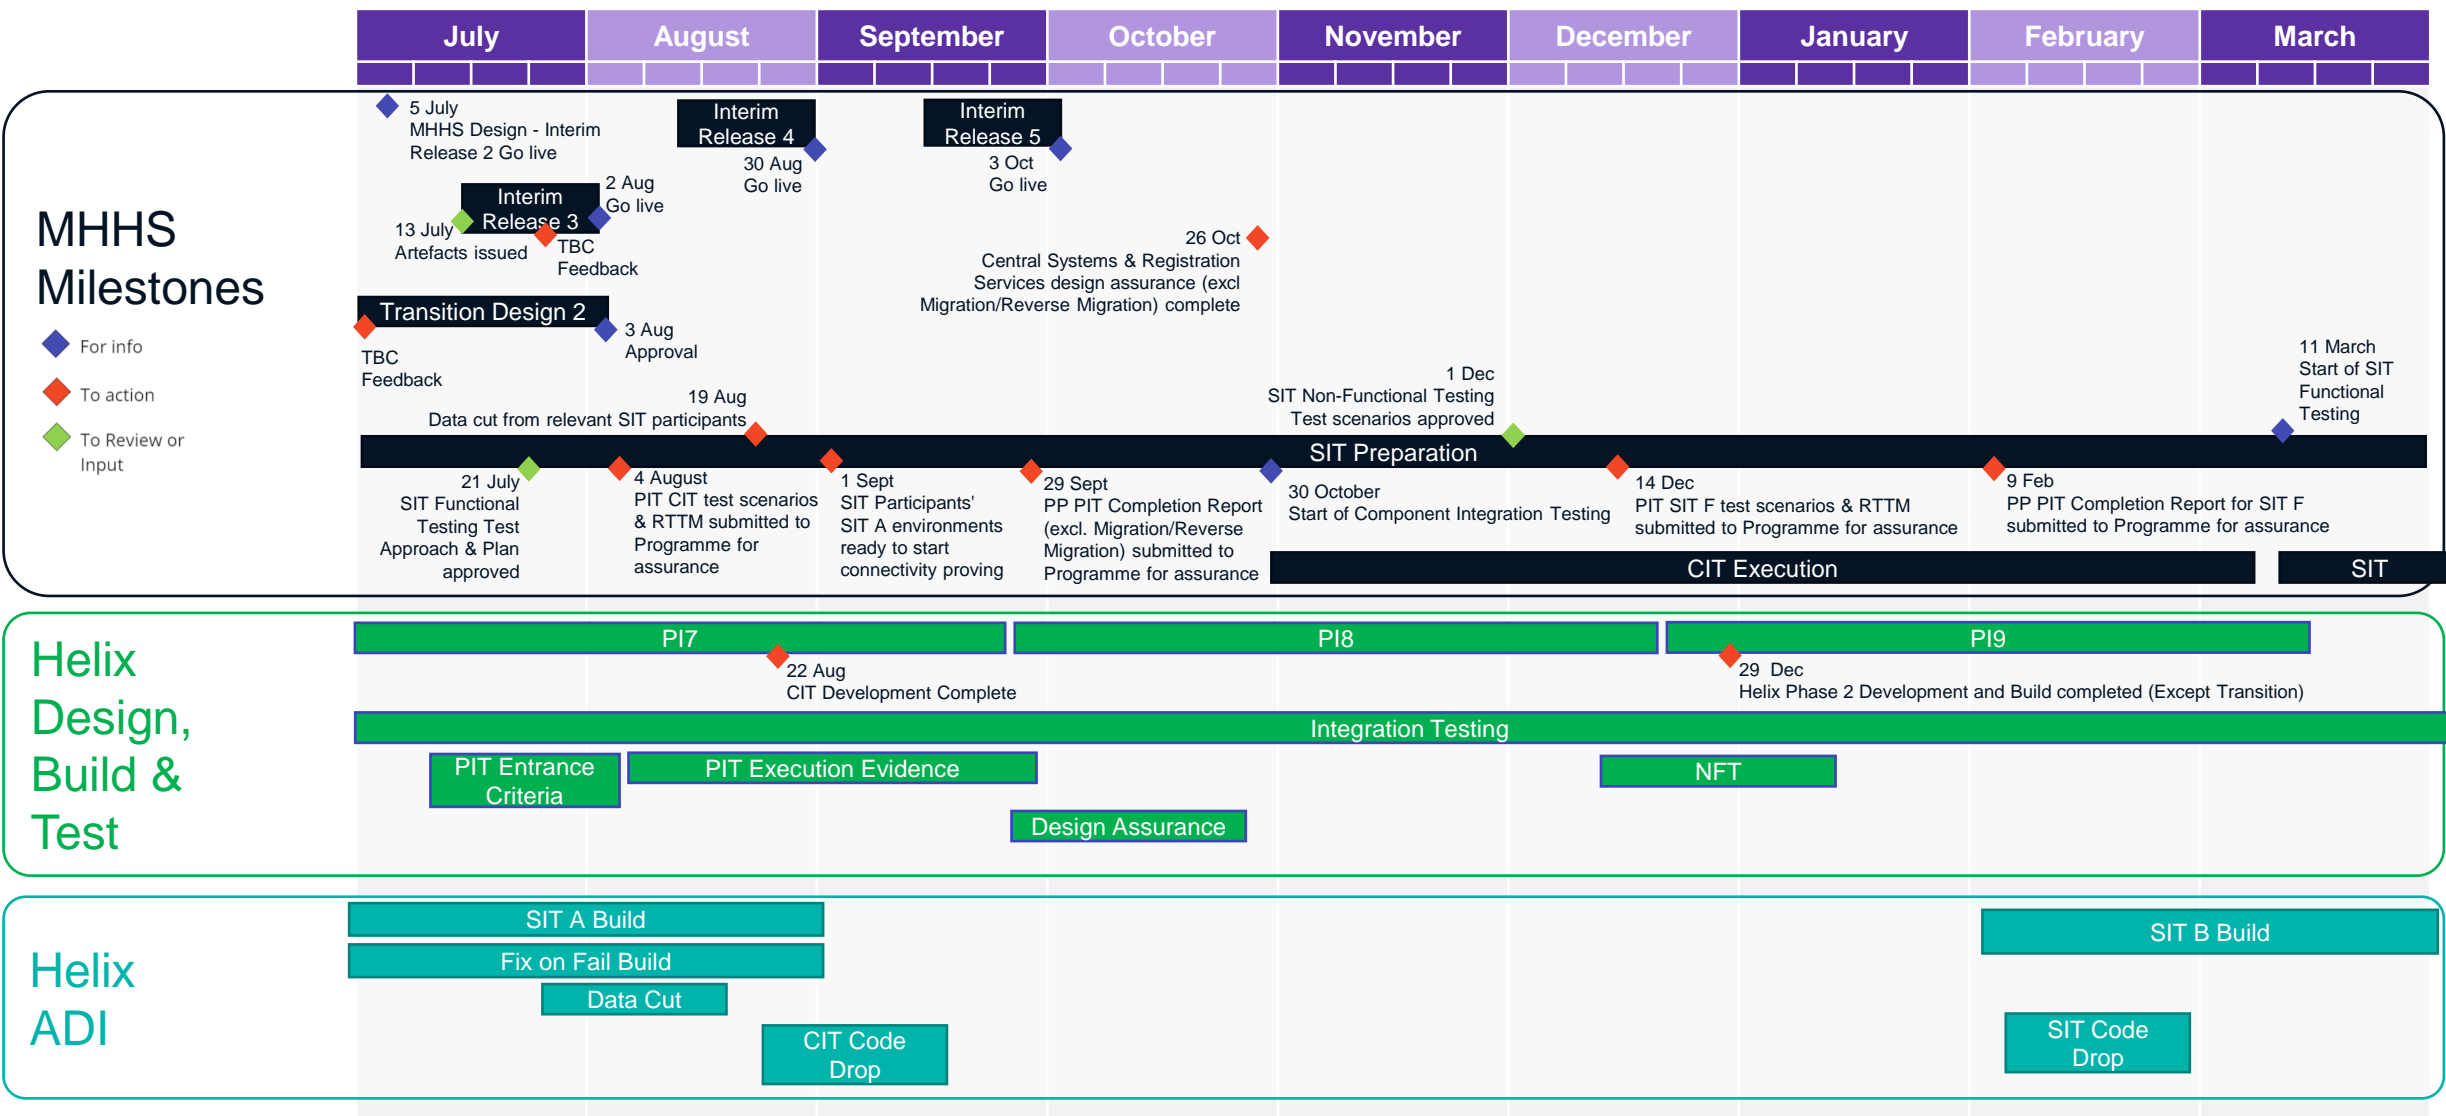 July
August
September
October
November
December
January
February
March
MHHS
Milestones
For info
To action
To Review or
Input
5 July
MHHS Design - Interim
Release 2 Go live
Interim
Release 4
30 Aug
Go live
Interim
Release 5
3 Oct
Go live
Interim
Release 3
2 Aug
Go live
13 July
Artefacts issued
TBC
Feedback
26 Oct
Central Systems & Registration
Services design assurance (excl
Migration/Reverse Migration) complete
Transition Design 2
3 Aug
Approval
TBC
Feedback
19 Aug
Data cut from relevant SIT participants
1 Dec
SIT Non-Functional Testing
Test scenarios approved
11 March
Start of SIT
Functional
Testing
SIT Preparation
21 July
SIT Functional
Testing Test
Approach & Plan
approved
4 August
PIT CIT test scenarios
& RTTM submitted to
Programme for
assurance
1 Sept
SIT Participants'
SIT A environments
ready to start
connectivity proving
29 Sept
PP PIT Completion Report
(excl. Migration/Reverse
Migration) submitted to
Programme for assurance
30 October
Start of Component Integration Testing
14 Dec
PIT SIT F test scenarios & RTTM
submitted to Programme for assurance
9 Feb
PP PIT Completion Report for SIT F
submitted to Programme for assurance
CIT Execution
SIT
Helix
Design,
Build &
Test
PI7
PI8
PI9
22 Aug
CIT Development Complete
29 Dec
Helix Phase 2 Development and Build completed (Except Transition)
Integration Testing
PIT Entrance
Criteria
PIT Execution Evidence
NFT
Design Assurance
Helix
ADI
SIT A Build
SIT B Build
Fix on Fail Build
Data Cut
CIT Code
Drop
SIT Code
Drop